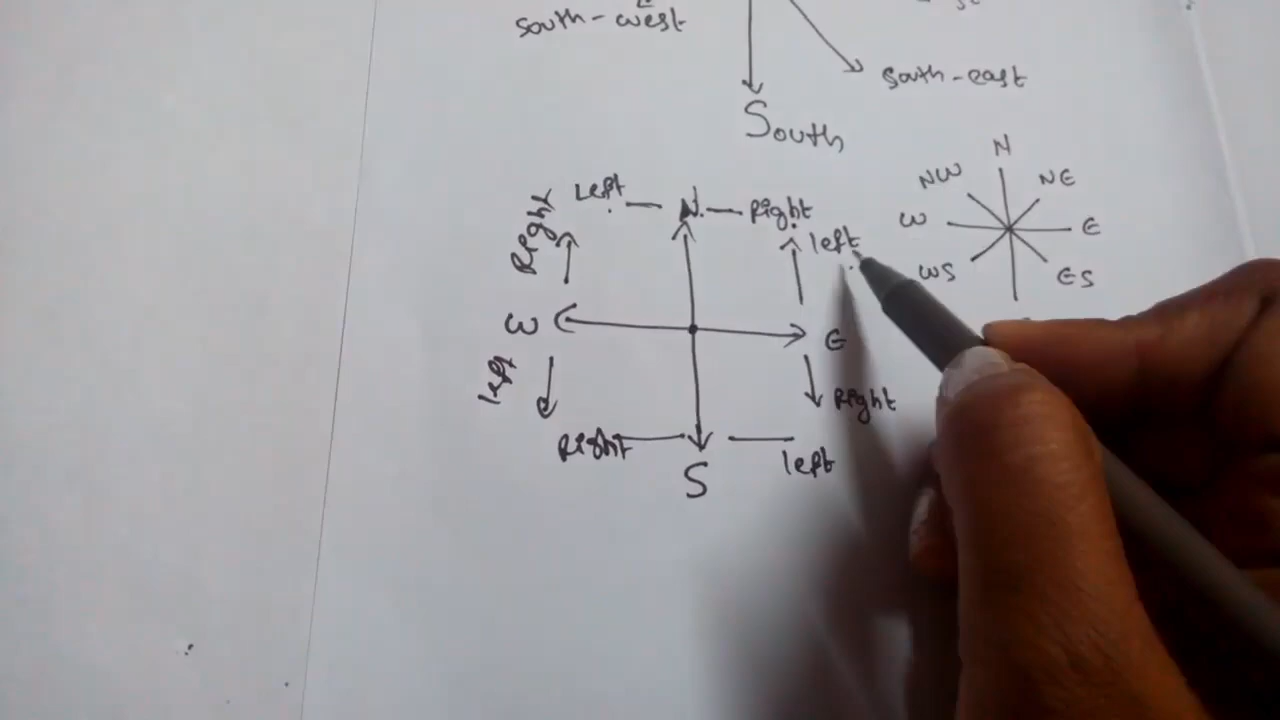 south-west
south-east
South
N
NW NE
W E
WS ES
Left N Right
Right left
W E
left Right
Right left
S